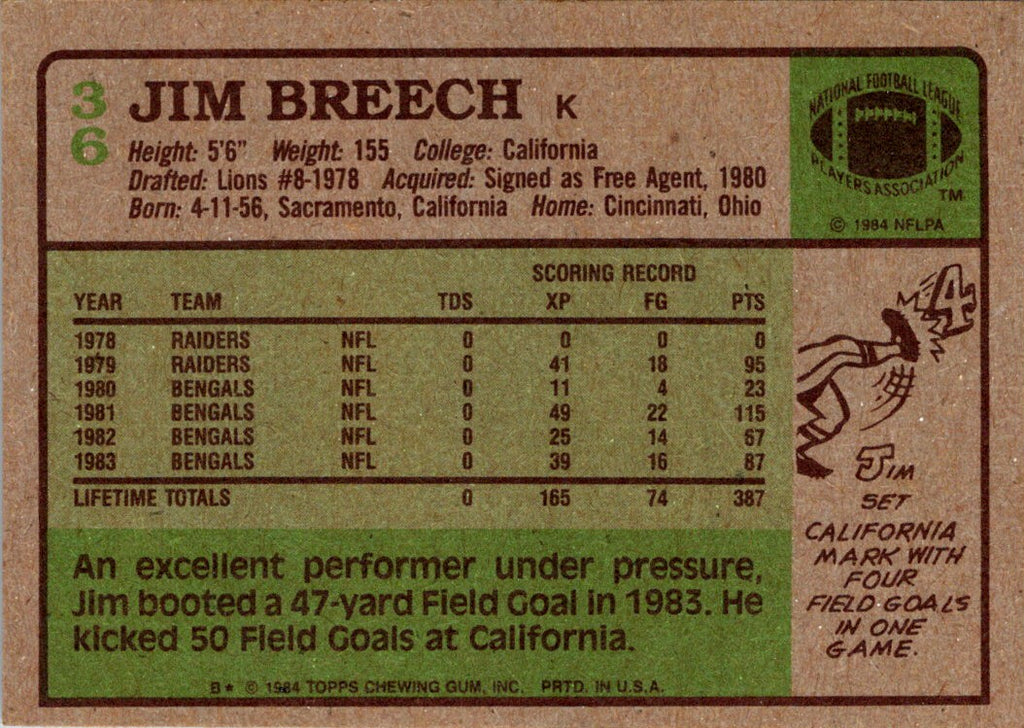 36
JIM BREECH K
Height: 5'6" Weight: 155 College: California
Drafted: Lions #8-1978 Acquired: Signed as Free Agent, 1980
Born: 4-11-56, Sacramento, California Home: Cincinnati, Ohio
NATIONAL FOOTBALL LEAGUE
PLAYERS ASSOCIATION
TM
© 1984 NFLPA
SCORING RECORD
YEAR TEAM TDS XP FG PTS
1978 RAIDERS NFL 0 0 0 0
1979 RAIDERS NFL 0 41 18 95
1980 BENGALS NFL 0 11 4 23
1981 BENGALS NFL 0 49 22 115
1982 BENGALS NFL 0 25 14 67
1983 BENGALS NFL 0 39 16 87
LIFETIME TOTALS 0 165 74 387
An excellent performer under pressure,
Jim booted a 47-yard Field Goal in 1983. He
kicked 50 Field Goals at California.
B* © 1984 TOPPS CHEWING GUM, INC. PRTD. IN U.S.A.
4
JIM
SET
CALIFORNIA
MARK WITH
FOUR
FIELD GOALS
IN ONE
GAME.